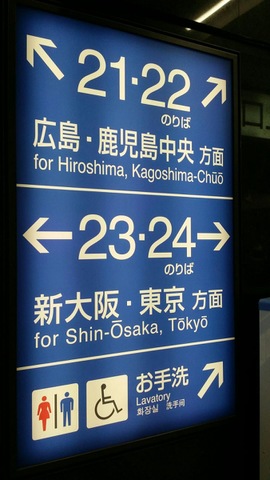 21·22
のりば
広島·鹿児島中央 方面
for Hiroshima, Kagoshima-Chūō
23·24
のりば
新大阪·東京 方面
for Shin-Ōsaka, Tōkyō
お手洗
Lavatory
화장실 洗手间